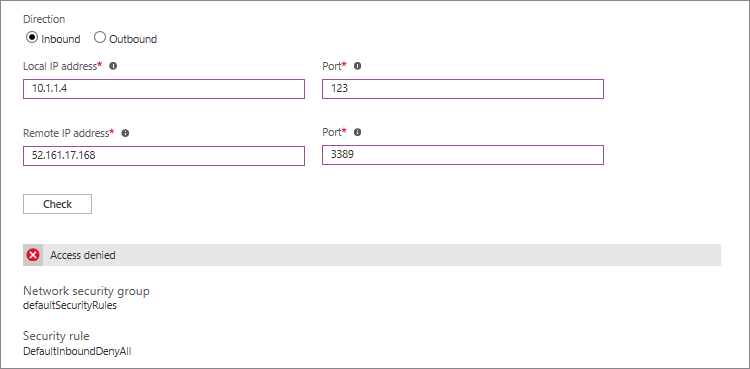 Direction
Inbound Outbound
Local IP address* Port*
10.1.1.4 123
Remote IP address* Port*
52.161.17.168 3389
Check
Access denied
Network security group
defaultSecurityRules
Security rule
DefaultInboundDenyAll